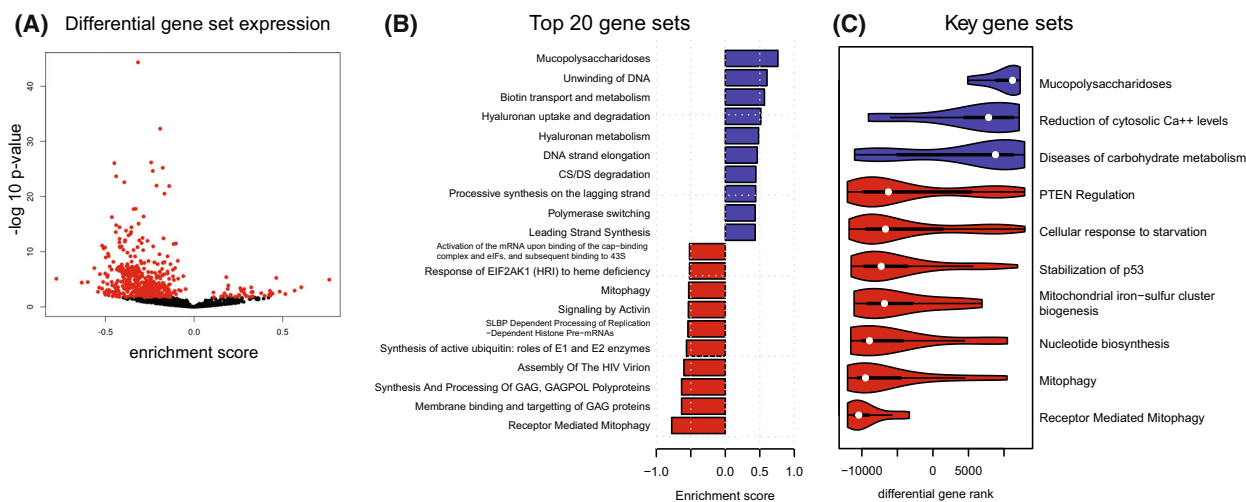 (A) Differential gene set expression
-log 10 p-value
40
30
20
10
0
-0.5
0.0
0.5
enrichment score
(B) Top 20 gene sets
Mucopolysaccharidoses
Unwinding of DNA
Biotin transport and metabolism
Hyaluronan uptake and degradation
Hyaluronan metabolism
DNA strand elongation
CS/DS degradation
Processive synthesis on the lagging strand
Polymerase switching
Leading Strand Synthesis
Activation of the mRNA upon binding of the cap-binding
complex and eIFs, and subsequent binding to 43S
Response of EIF2AK1 (HRI) to heme deficiency
Mitophagy
Signaling by Activin
SLBP Dependent Processing of Replication
−Dependent Histone Pre−mRNAs
Synthesis of active ubiquitin: roles of E1 and E2 enzymes
Assembly Of The HIV Virion
Synthesis And Processing Of GAG, GAGPOL Polyproteins
Membrane binding and targetting of GAG proteins
Receptor Mediated Mitophagy
−1.0
0.0
0.5
1.0
Enrichment score
(C) Key gene sets
Mucopolysaccharidoses
Reduction of cytosolic Ca++ levels
Diseases of carbohydrate metabolism
PTEN Regulation
Cellular response to starvation
Stabilization of p53
Mitochondrial iron−sulfur cluster
biogenesis
Nucleotide biosynthesis
Mitophagy
Receptor Mediated Mitophagy
−10000
0
5000
differential gene rank